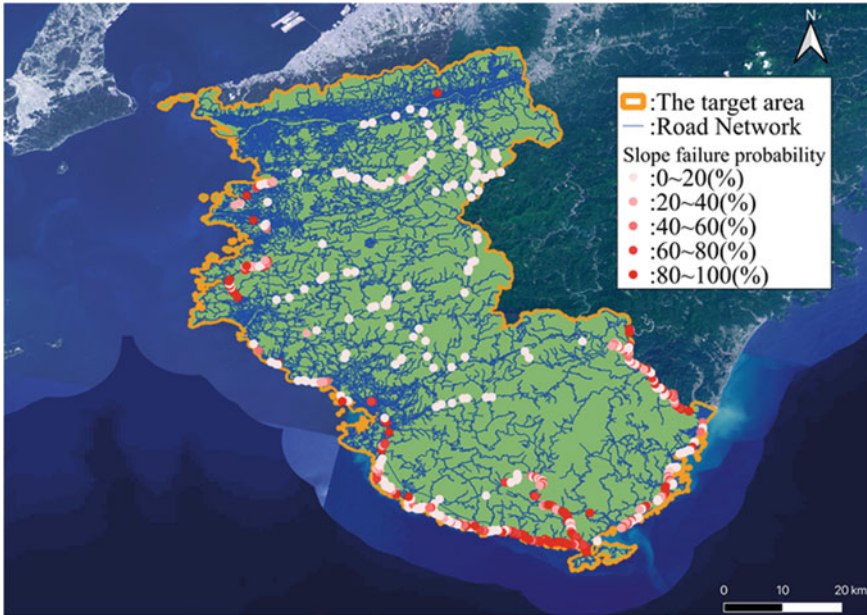 N
:The target area
:Road Network
Slope failure probability
:0~20(%)
:20~40(%)
:40~60(%)
:60~80(%)
:80~100(%)
0 10 20 km